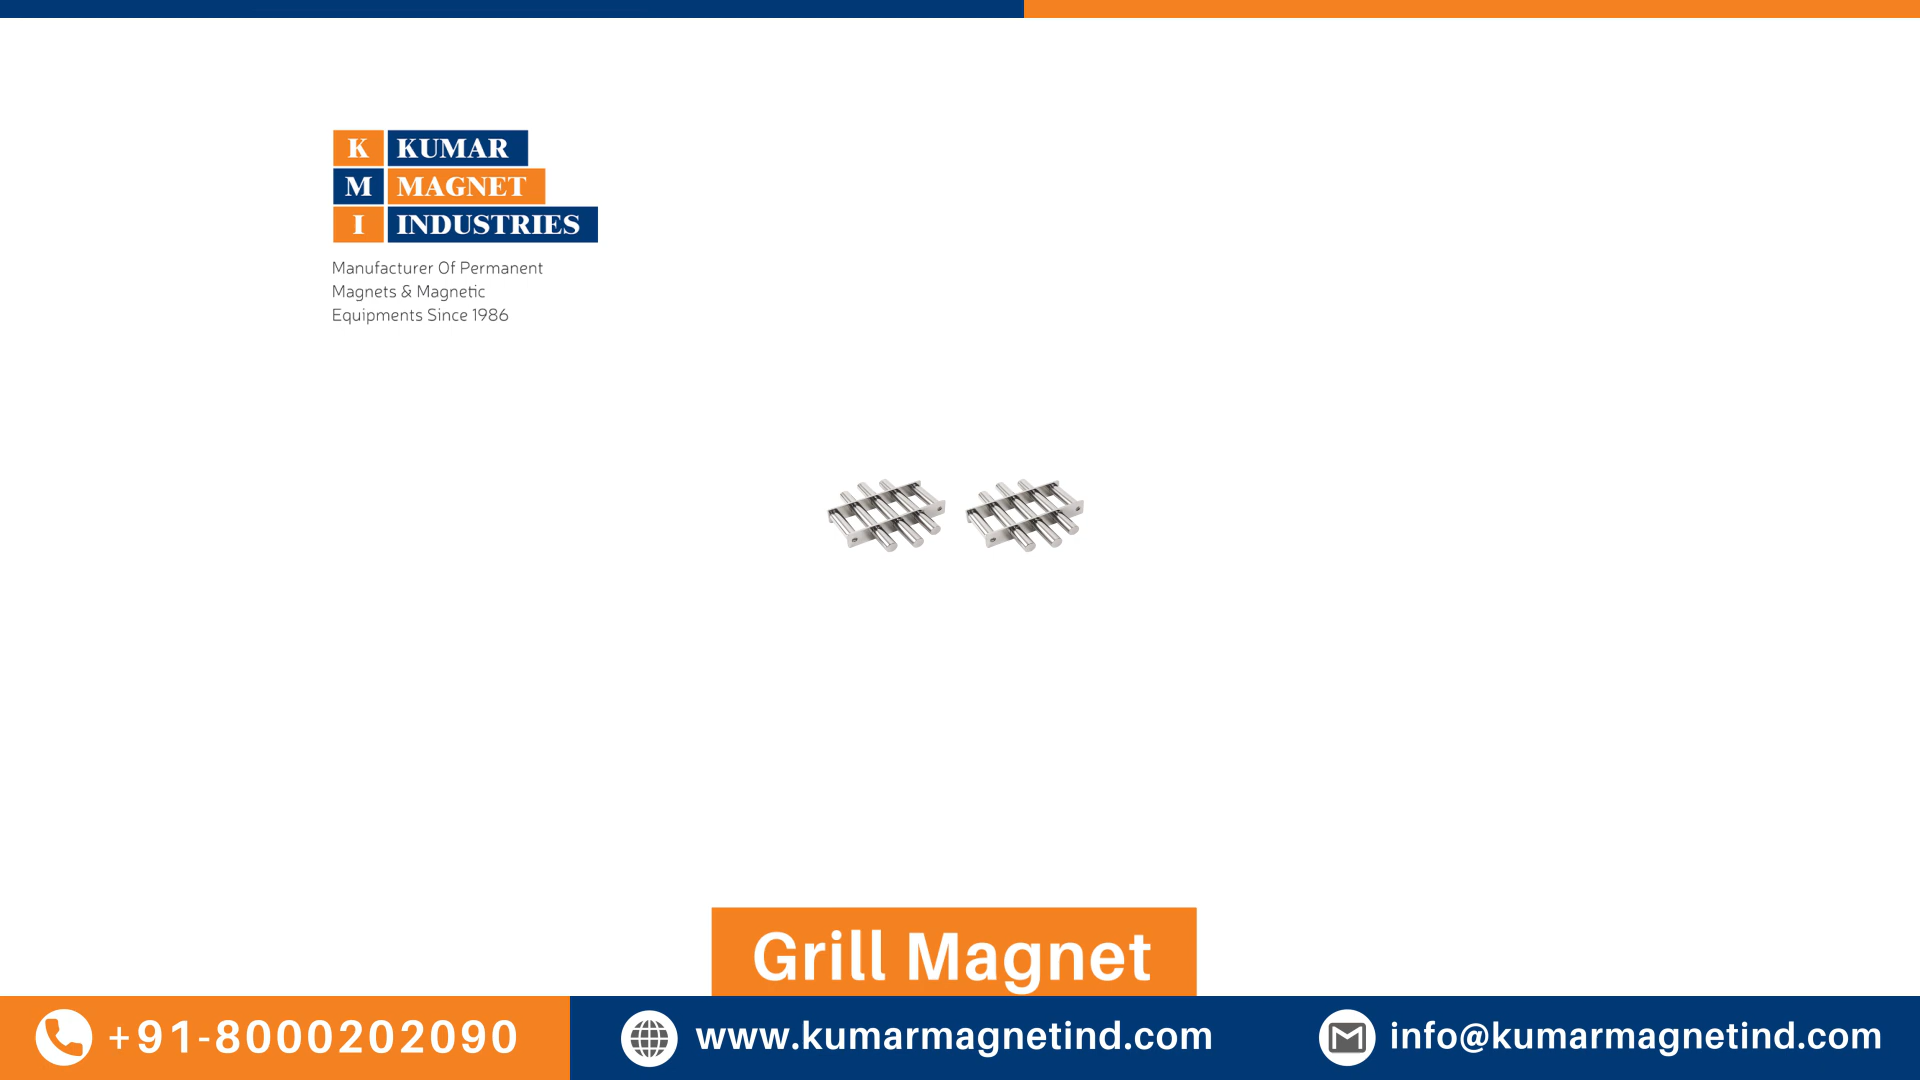 K KUMAR
M MAGNET
I INDUSTRIES
Manufacturer Of Permanent
Magnets & Magnetic
Equipments Since 1986
Grill Magnet
+91-8000202090
www.kumarmagnetind.com
info@kumarmagnetind.com